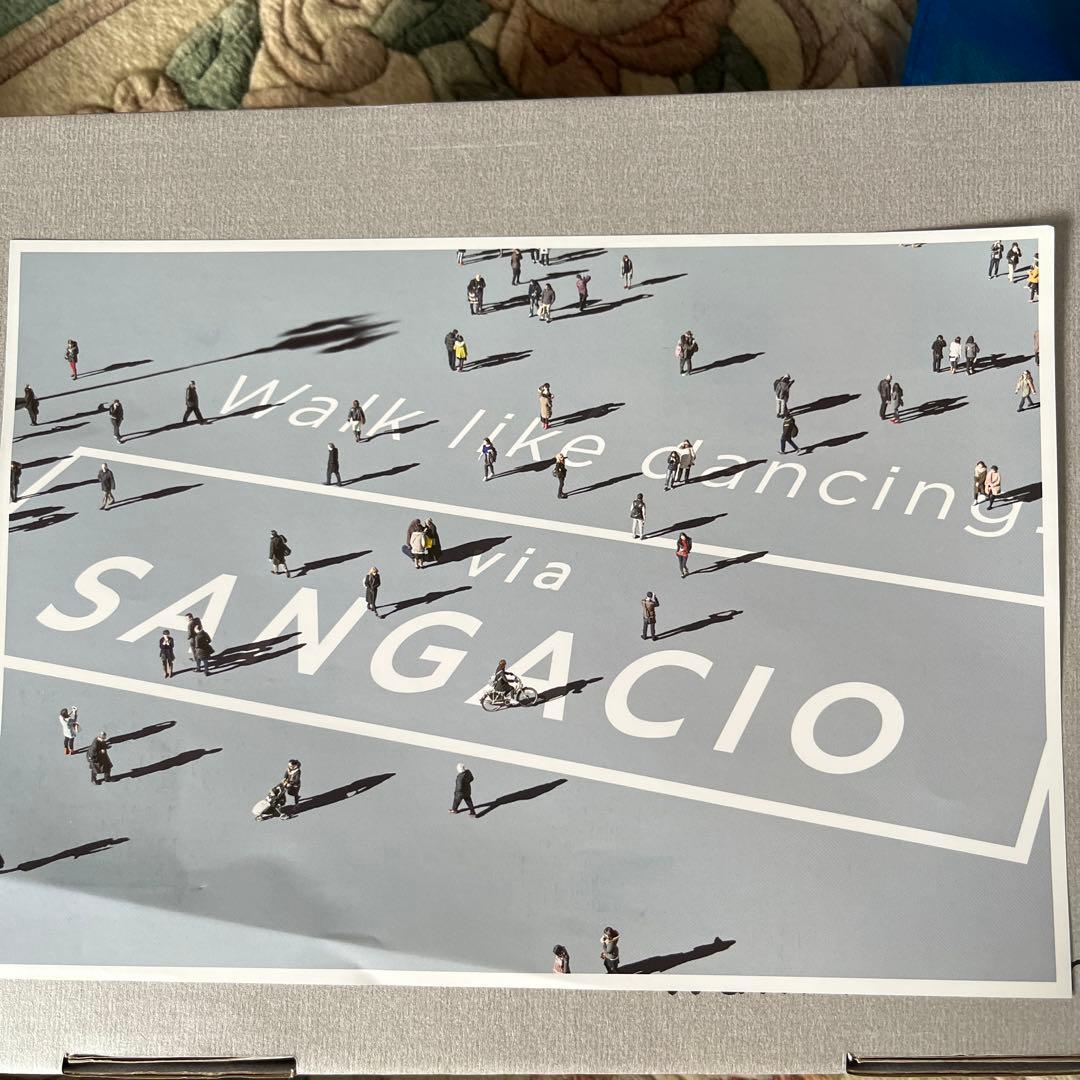 Walk like dancing.
via
SANGACIO